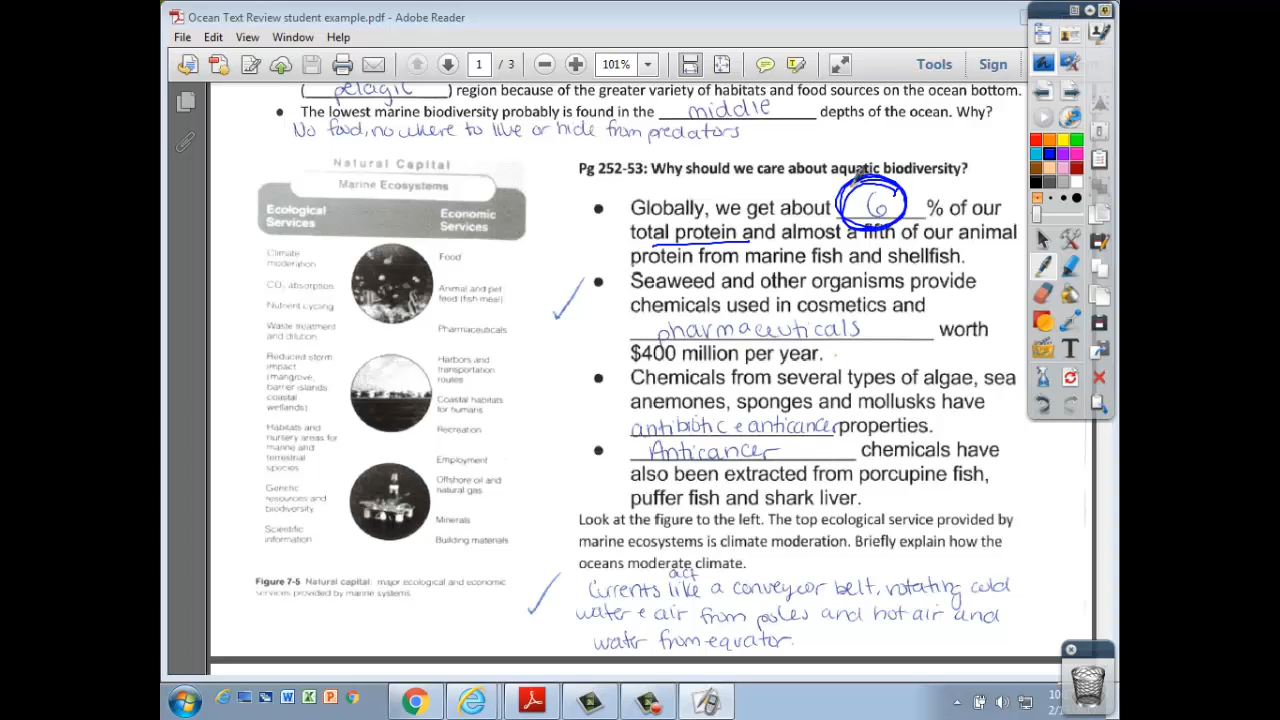 Ocean Text Review student example.pdf - Adobe Reader
File Edit View Window Help
1 / 3 101% Tools Sign
(pelagic) region because of the greater variety of habitats and food sources on the ocean bottom.
• The lowest marine biodiversity probably is found in the middle depths of the ocean. Why?
No food, no where to live or hide from predators
Natural Capital
Marine Ecosystems
Ecological Services
Economic Services
Climate moderation
CO₂ absorption
Nutrient cycling
Waste treatment and dilution
Reduced storm impact (mangrove, barrier islands coastal wetlands)
Habitats and nursery areas for marine and terrestrial species
Genetic resources and biodiversity
Scientific information
Food
Animal and pet food (fish meal)
Pharmaceuticals
Harbors and transportation routes
Coastal habitats for humans
Recreation
Employment
Offshore oil and natural gas
Minerals
Building materials
Figure 7-5 Natural capital: major ecological and economic
services provided by marine systems
Pg 252-53: Why should we care about aquatic biodiversity?
• Globally, we get about 6 % of our
total protein and almost a fifth of our animal
protein from marine fish and shellfish.
• Seaweed and other organisms provide
chemicals used in cosmetics and
pharmaceuticals worth
$400 million per year.
• Chemicals from several types of algae, sea
anemones, sponges and mollusks have
antibiotic e anticancer properties.
• Anticancer chemicals have
also been extracted from porcupine fish,
puffer fish and shark liver.
Look at the figure to the left. The top ecological service provided by
marine ecosystems is climate moderation. Briefly explain how the
oceans moderate climate.
act
Currents like a conveyor belt, rotating cold
water e air from poles and hot air and
water from equator.